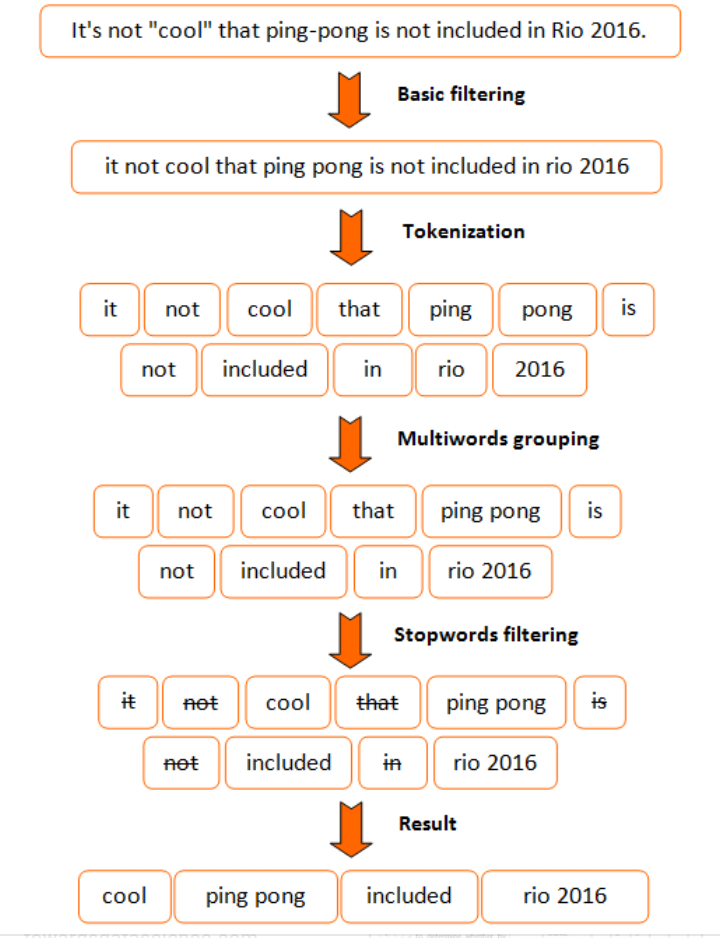 It's not "cool" that ping-pong is not included in Rio 2016.
Basic filtering
it not cool that ping pong is not included in rio 2016
Tokenization
it not cool that ping pong is
not included in rio 2016
Multiwords grouping
it not cool that ping pong is
not included in rio 2016
Stopwords filtering
it not cool that ping pong is
not included in rio 2016
Result
cool ping pong included rio 2016